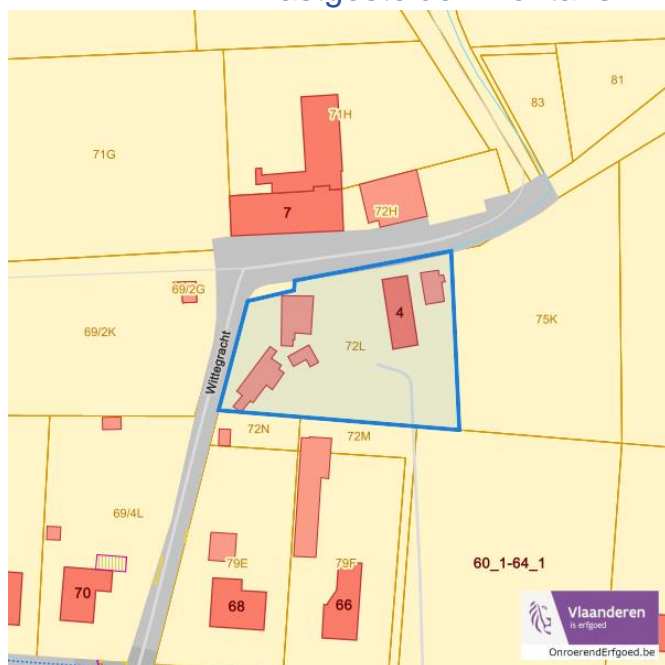 81
83
71H
71G
7
72H
69/2G
4
75K
69/2K
72L
Wittegracht
72N
72M
69/4L
79E
79F
60_1-64_1
70
68
66
Vlaanderen
is erfgoed
OnroerendErfgoed.be